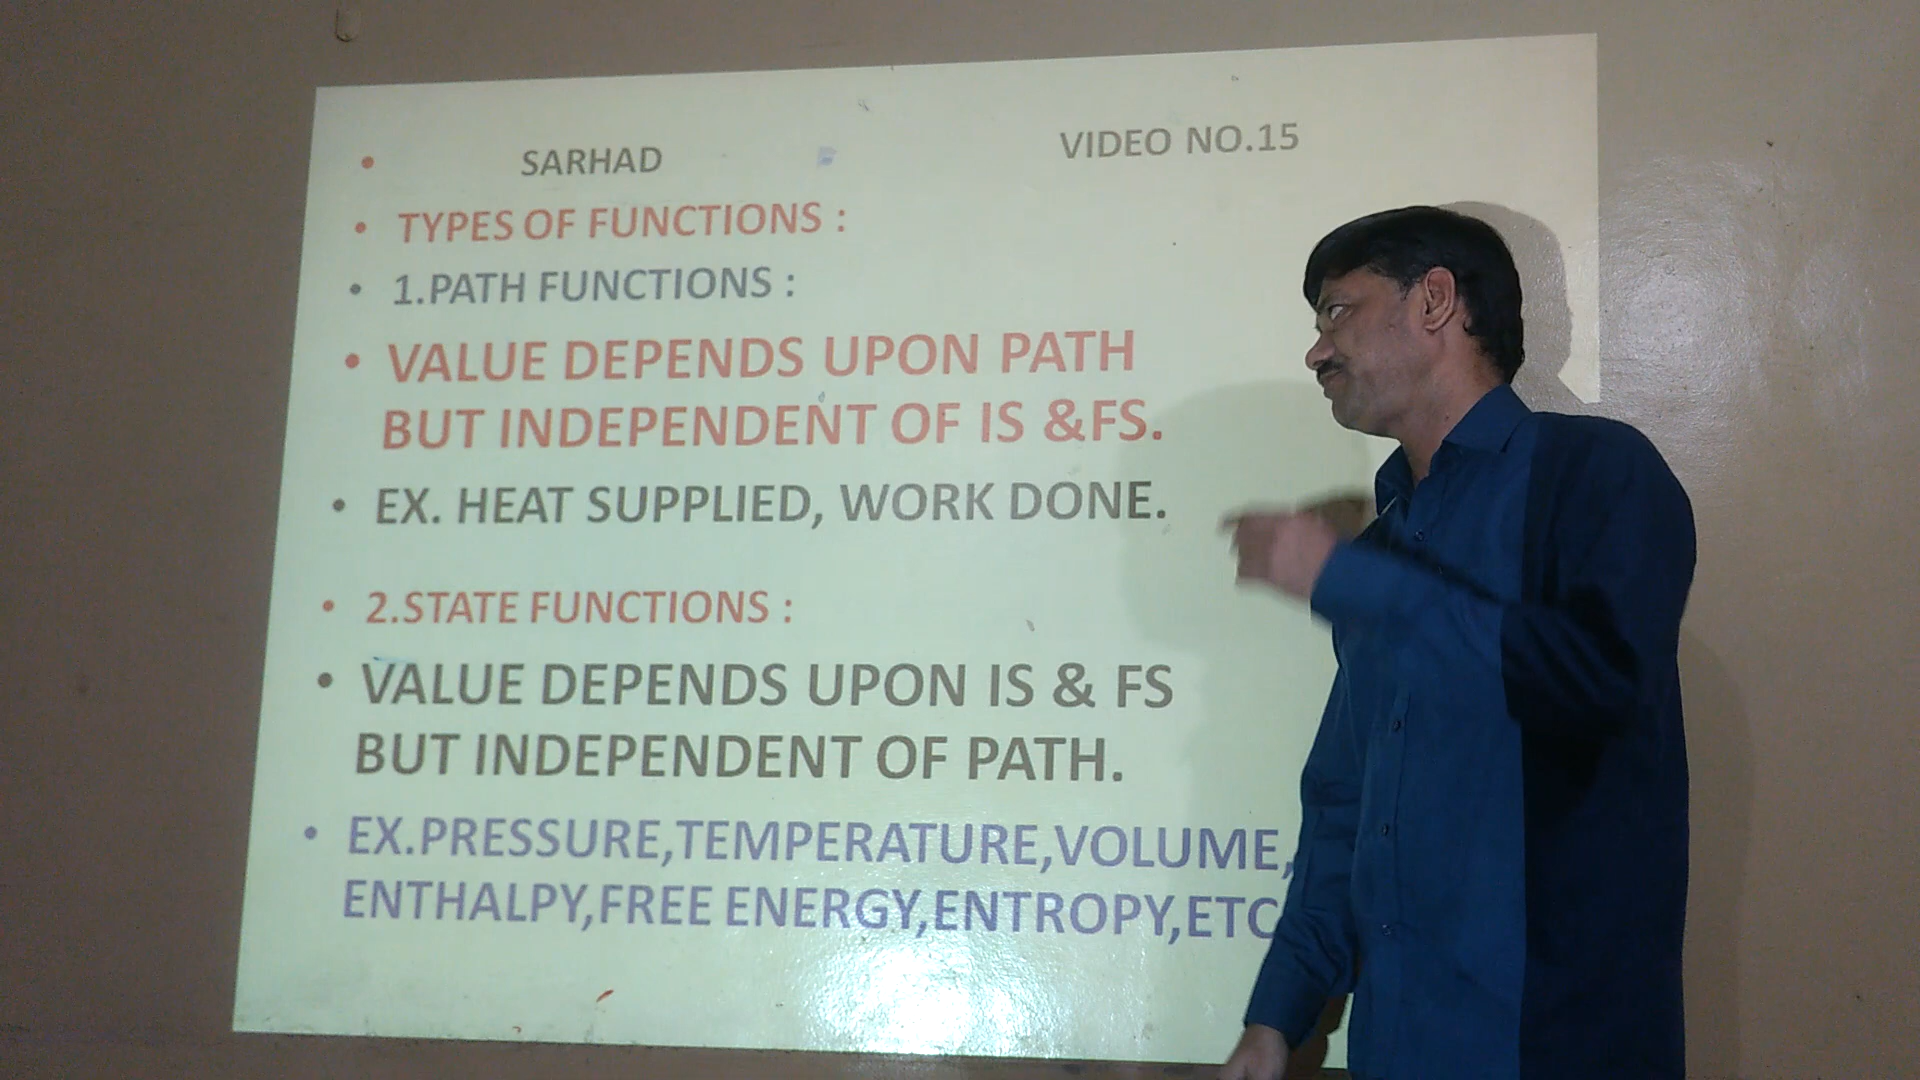 SARHAD VIDEO NO.15
• TYPES OF FUNCTIONS :
• 1.PATH FUNCTIONS :
• VALUE DEPENDS UPON PATH
BUT INDEPENDENT OF IS &FS.
• EX. HEAT SUPPLIED, WORK DONE.
• 2.STATE FUNCTIONS :
• VALUE DEPENDS UPON IS & FS
BUT INDEPENDENT OF PATH.
• EX.PRESSURE,TEMPERATURE,VOLUME,
ENTHALPY,FREE ENERGY,ENTROPY,ETC